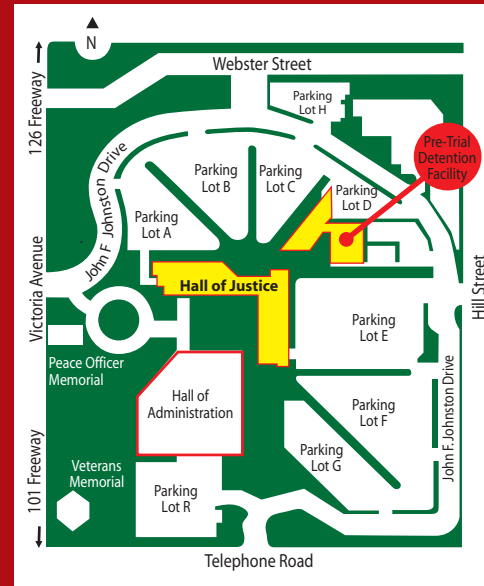 N
Webster Street
126 Freeway
Parking
Lot H
Pre-Trial
Detention
Facility
John F Johnston Drive
Parking
Lot B
Parking
Lot C
Parking
Lot D
Parking
Lot A
Victoria Avenue
Hall of Justice
Hill Street
Parking
Lot E
Peace Officer
Memorial
Hall of
Administration
Parking
Lot F
John F. Johnston Drive
Parking
Lot G
101 Freeway
Veterans
Memorial
Parking
Lot R
Telephone Road